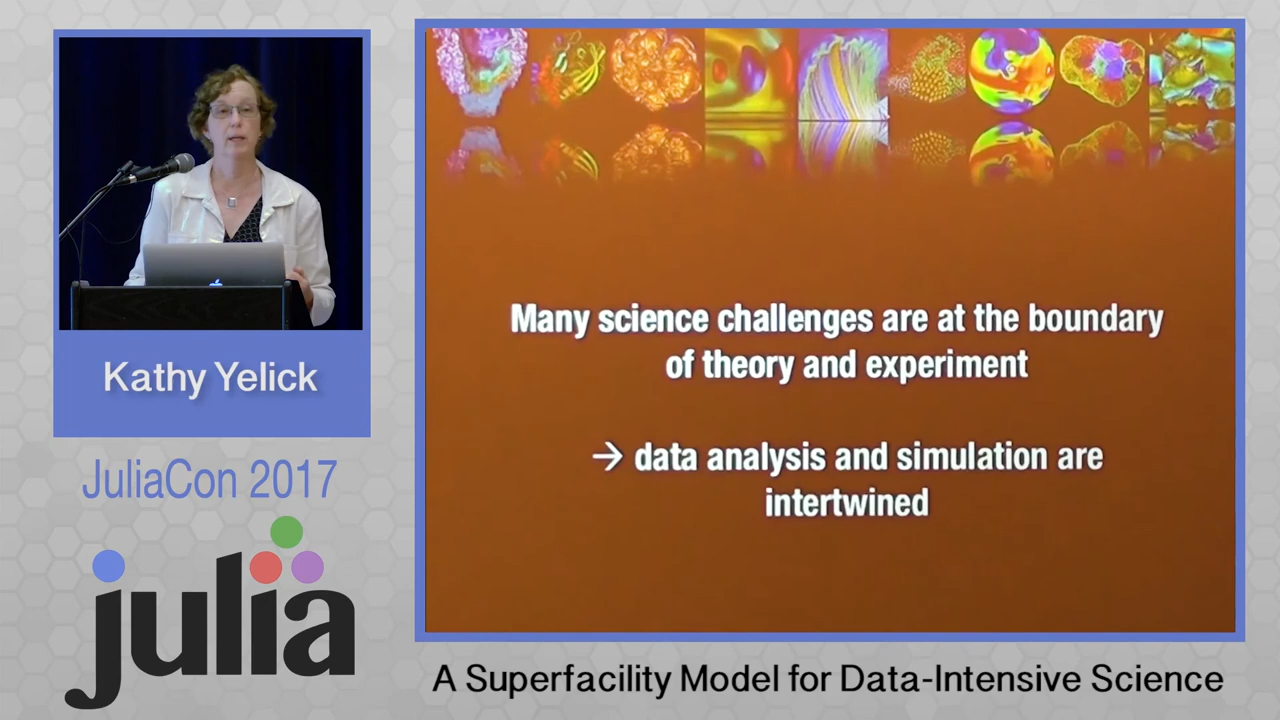 Kathy Yelick
JuliaCon 2017
julia
Many science challenges are at the boundary
of theory and experiment
→ data analysis and simulation are
intertwined
A Superfacility Model for Data-Intensive Science